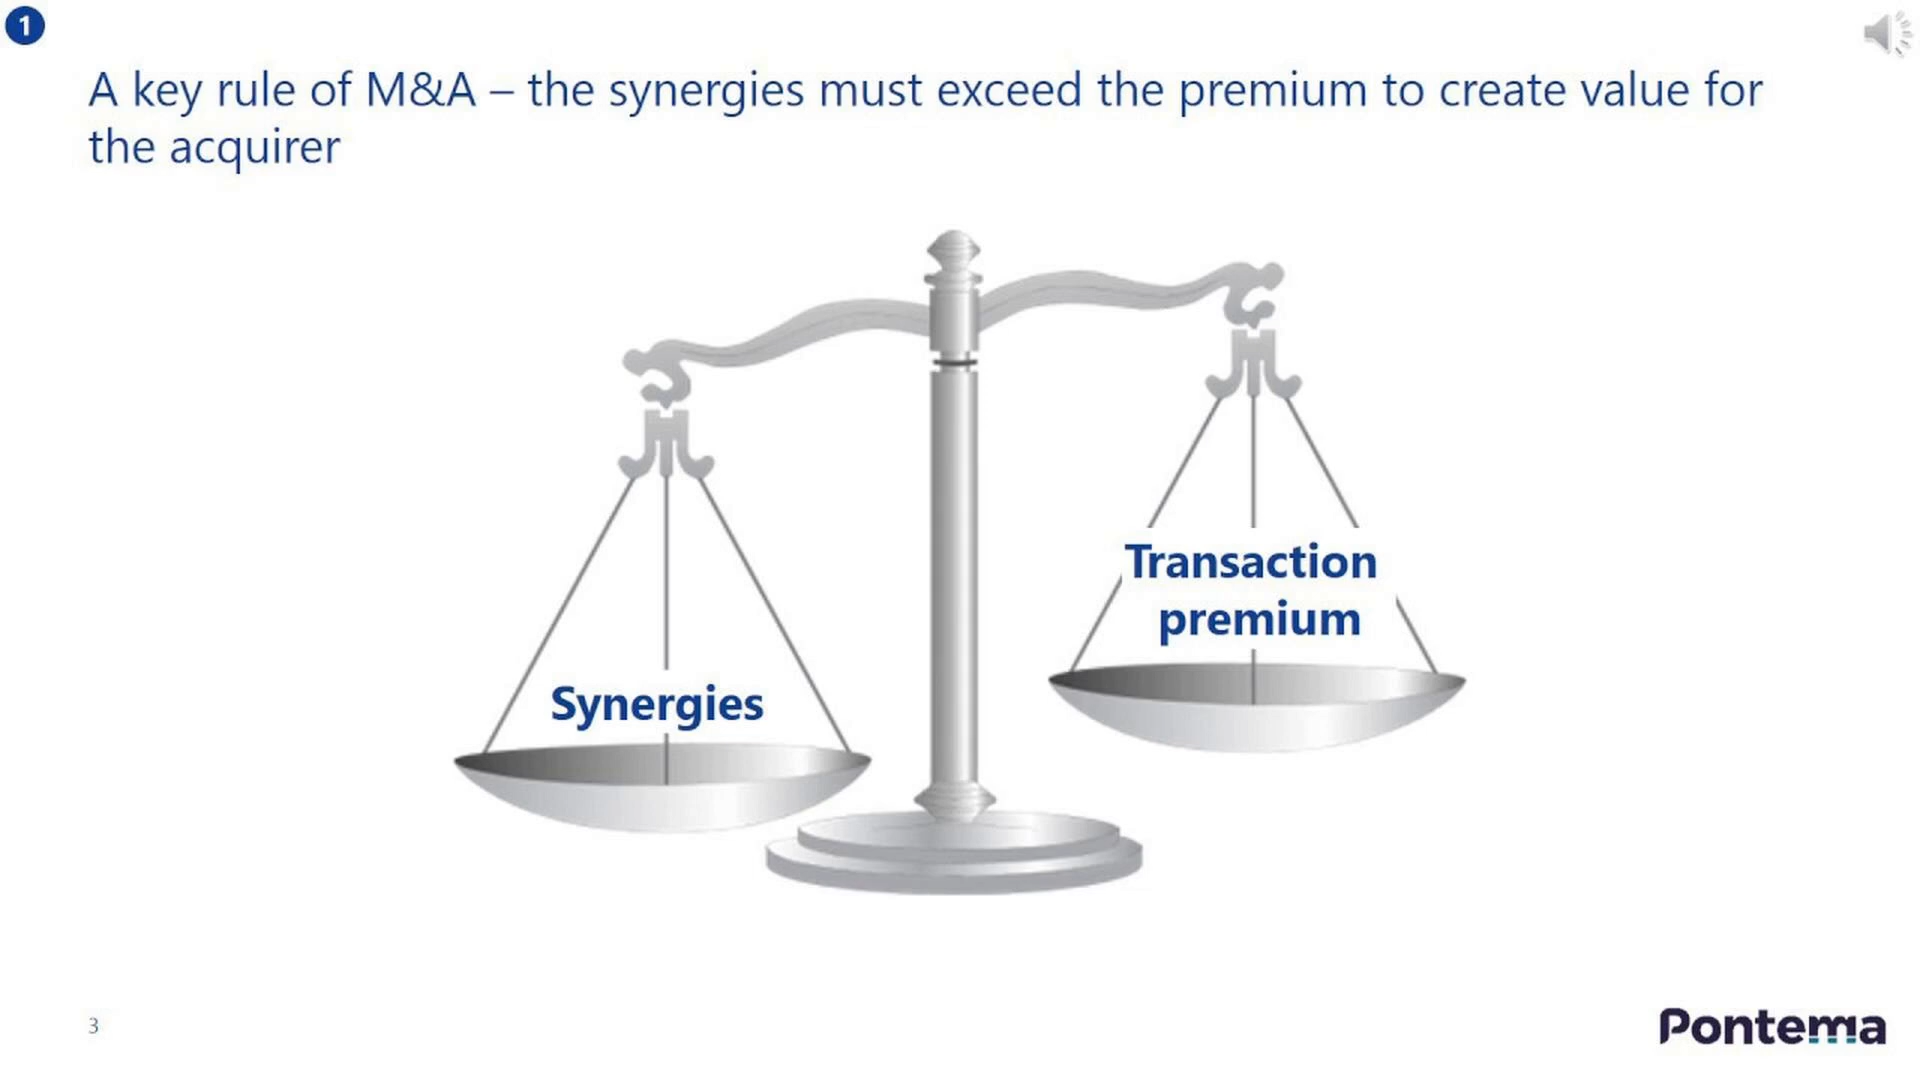 1
A key rule of M&A – the synergies must exceed the premium to create value for
the acquirer
Transaction
premium
Synergies
3
Pontema